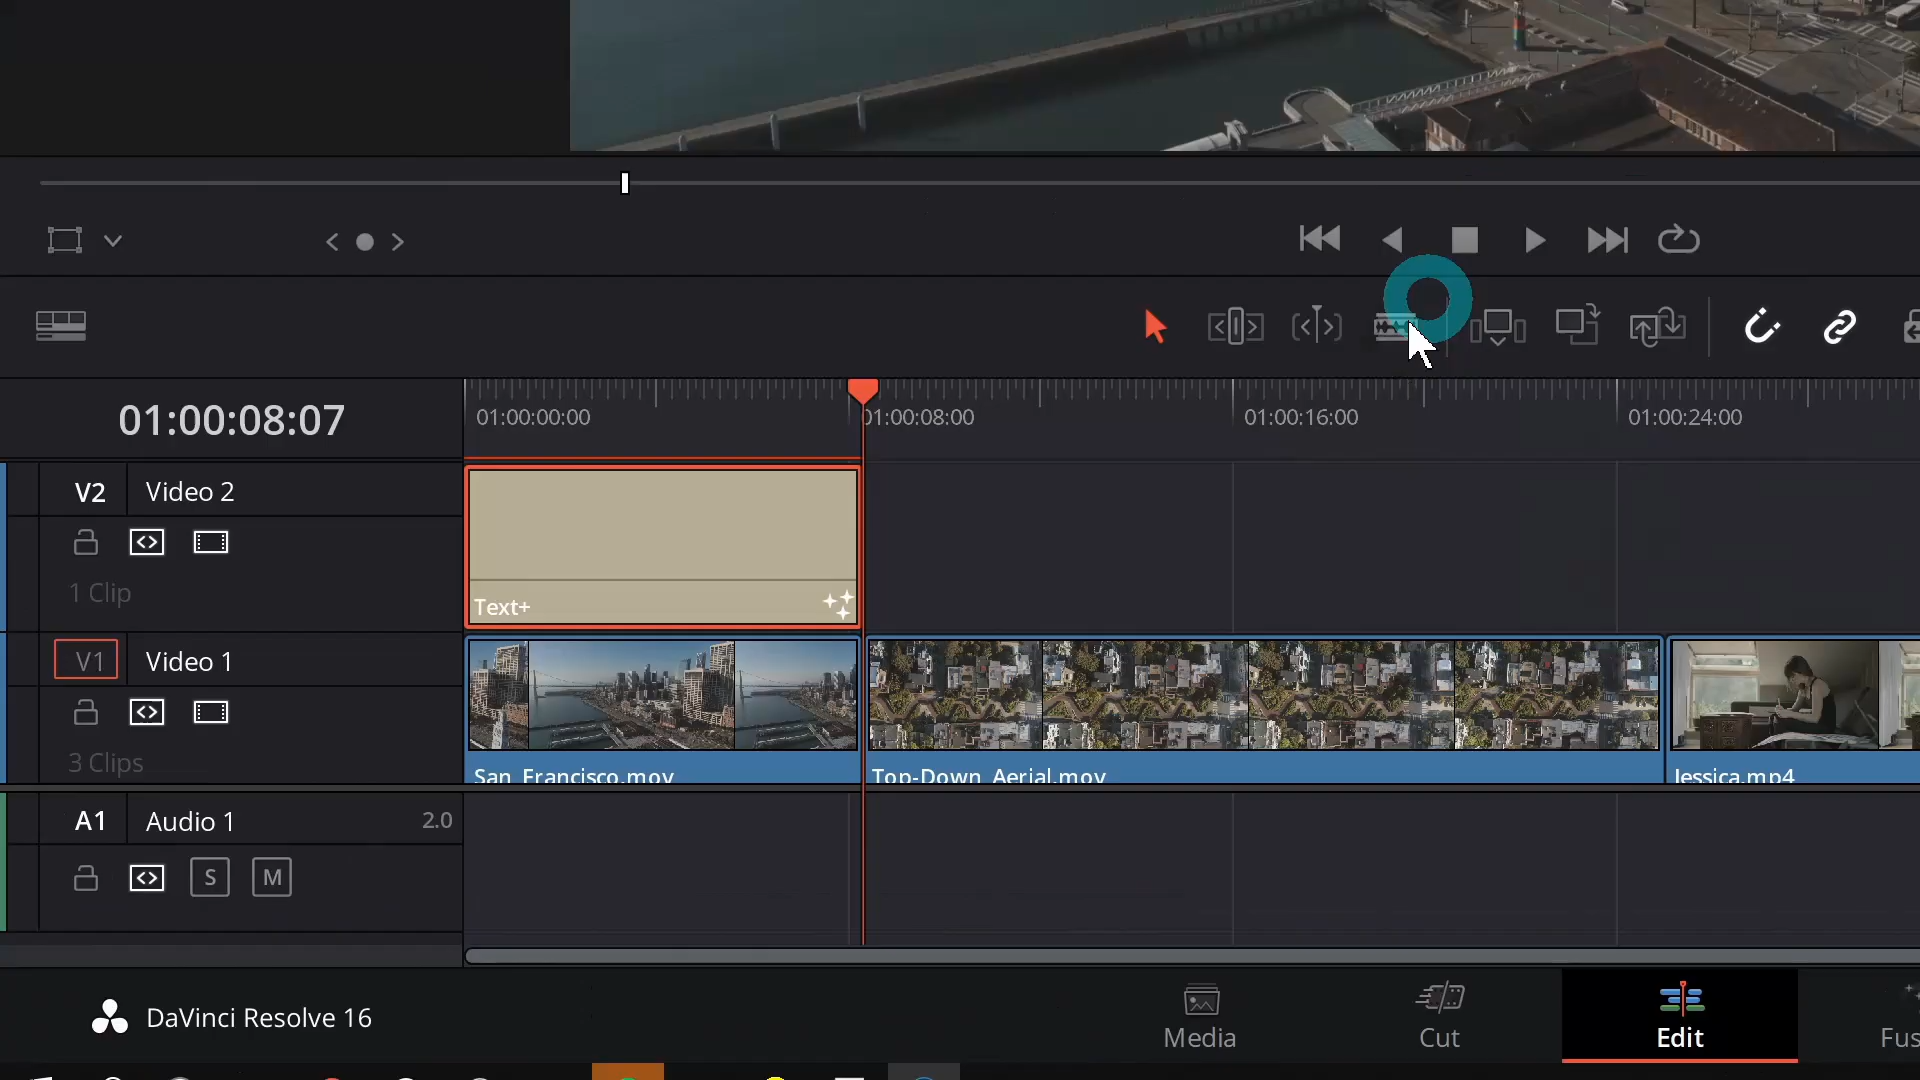 01:00:08:07
01:00:00:00
01:00:08:00
01:00:16:00
01:00:24:00
V2 Video 2
1 Clip
Text+
V1 Video 1
3 Clips
San Francisco.mov
Top-Down Aerial.mov
Jessica.mp4
A1 Audio 1 2.0
S M
DaVinci Resolve 16
Media
Cut
Edit
Fus